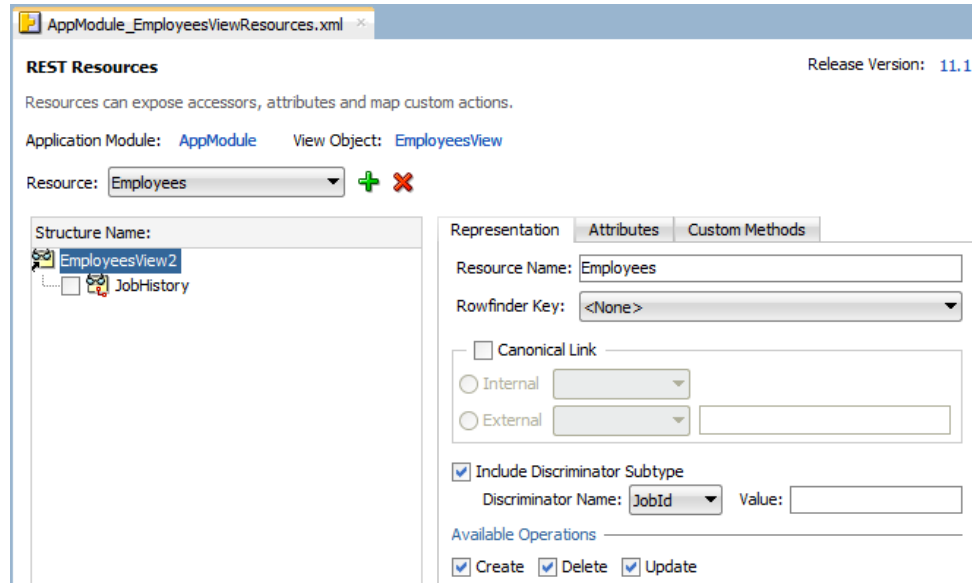 AppModule_EmployeesViewResources.xml
REST Resources
Release Version: 11.1
Resources can expose accessors, attributes and map custom actions.
Application Module: AppModule View Object: EmployeesView
Resource: Employees
Structure Name:
EmployeesView2
JobHistory
Representation Attributes Custom Methods
Resource Name: Employees
Rowfinder Key: <None>
Canonical Link
Internal
External
Include Discriminator Subtype
Discriminator Name: JobId Value:
Available Operations
Create Delete Update